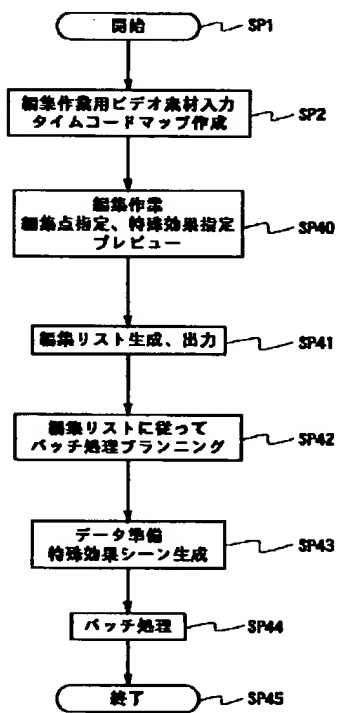 開始
SP1
編集作業用ビデオ素材入力
タイムコードマップ作成
SP2
編集作業
編集点指定、特殊効果指定
プレビュー
SP40
編集リスト生成、出力
SP41
編集リストに従って
バッチ処理プランニング
SP42
データ準備
特殊効果シーン生成
SP43
バッチ処理
SP44
終了
SP45